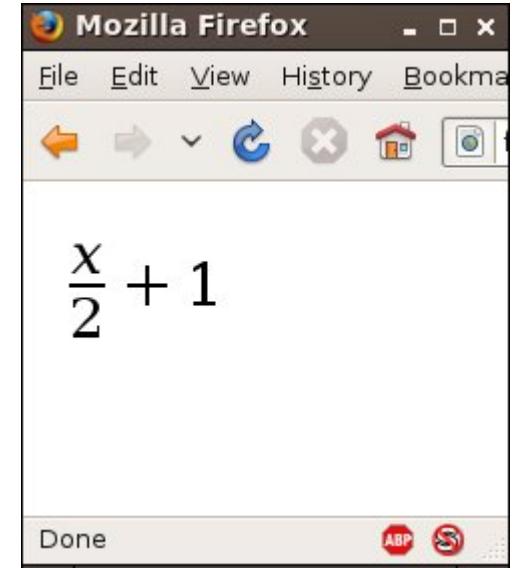 Mozilla Firefox
File Edit View History Bookma
x
2
+ 1
Done ABP